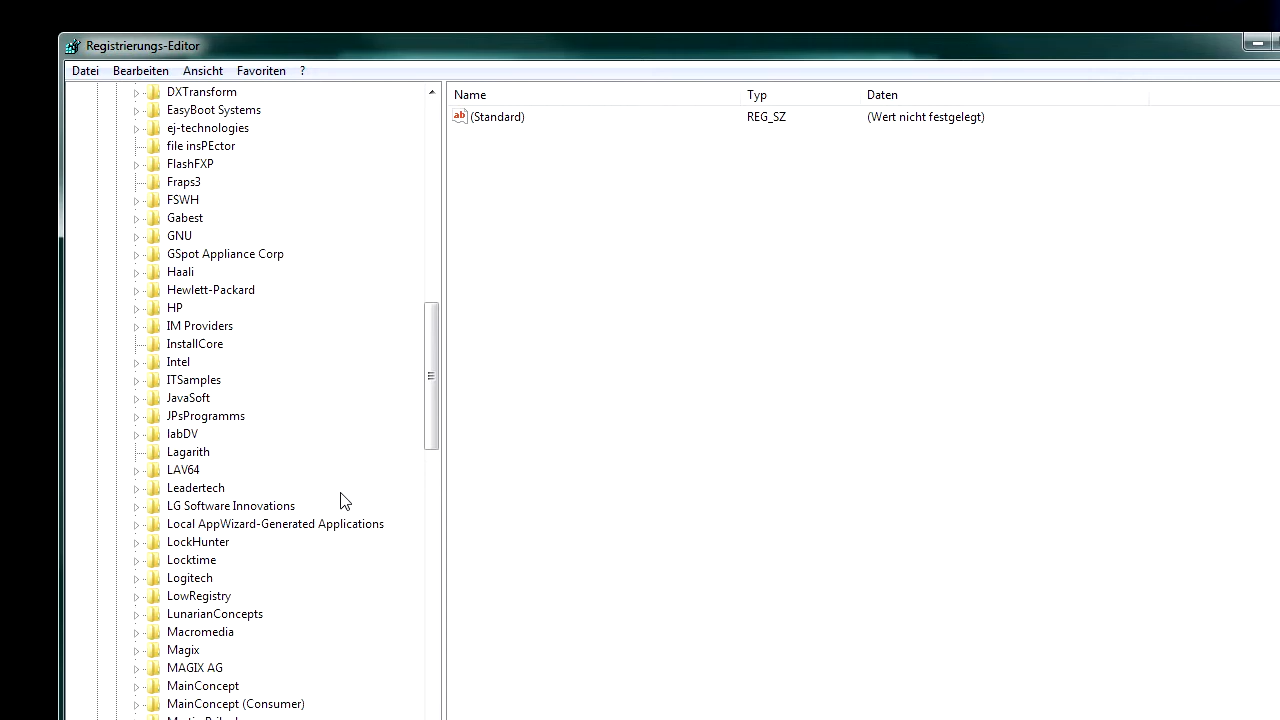 Registrierungs-Editor
Datei Bearbeiten Ansicht Favoriten ?
DXTransform
EasyBoot Systems
ej-technologies
file insPEctor
FlashFXP
Fraps3
FSWH
Gabest
GNU
GSpot Appliance Corp
Haali
Hewlett-Packard
HP
IM Providers
InstallCore
Intel
ITSamples
JavaSoft
JPsProgramms
labDV
Lagarith
LAV64
Leadertech
LG Software Innovations
Local AppWizard-Generated Applications
LockHunter
Locktime
Logitech
LowRegistry
LunarianConcepts
Macromedia
Magix
MAGIX AG
MainConcept
MainConcept (Consumer)
Name Typ Daten
ab (Standard) REG_SZ (Wert nicht festgelegt)